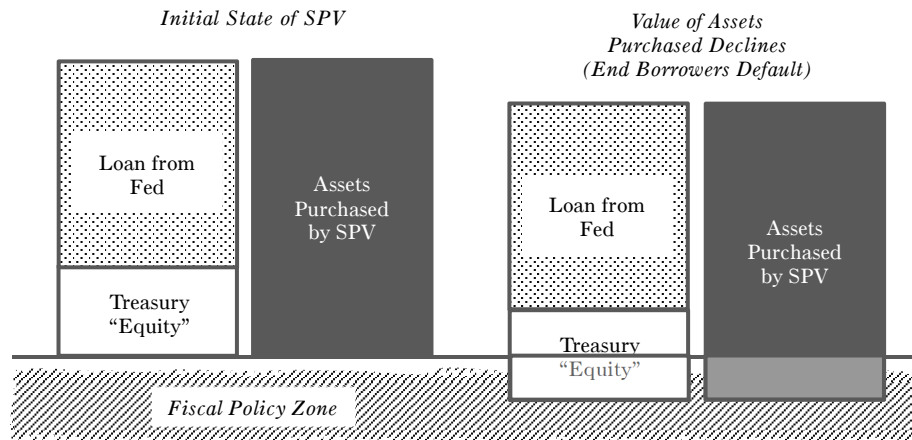 Initial State of SPV
Loan from
Fed
Assets
Purchased
by SPV
Treasury
“Equity”
Value of Assets
Purchased Declines
(End Borrowers Default)
Loan from
Fed
Assets
Purchased
by SPV
Treasury
“Equity”
Fiscal Policy Zone